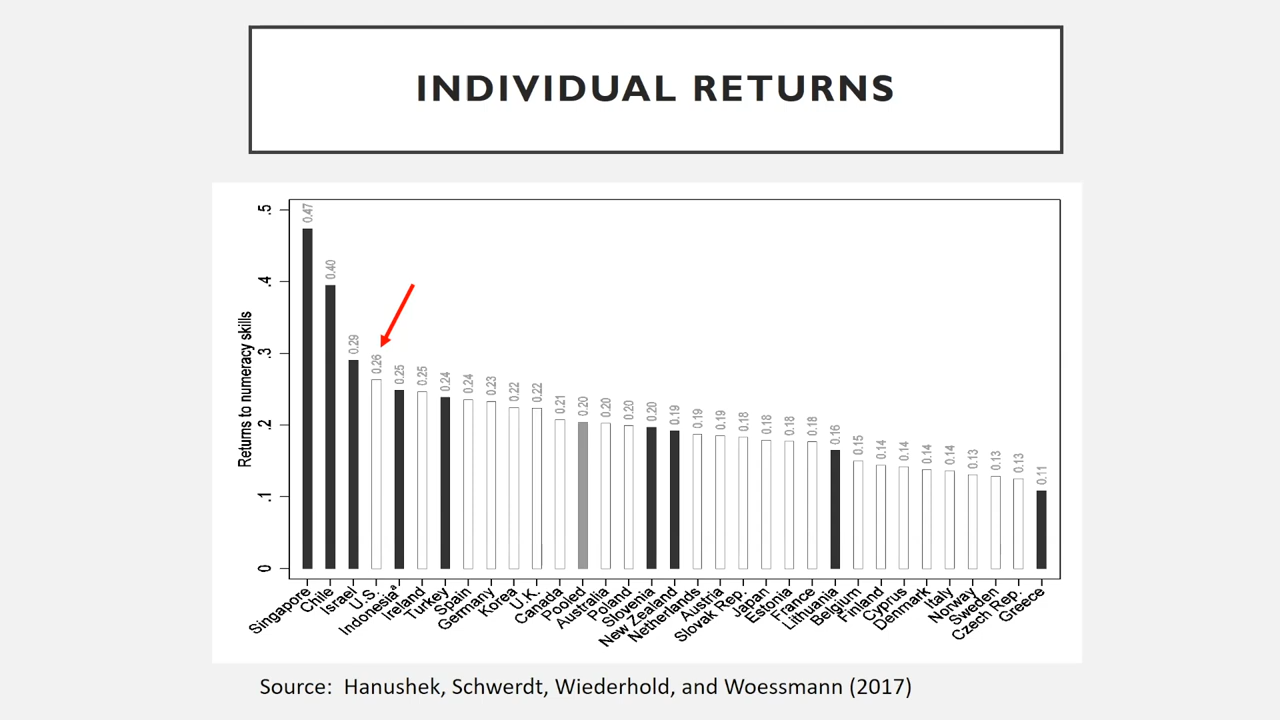 INDIVIDUAL RETURNS
Returns to numeracy skills
.5
.4
.3
.2
.1
0
0.47
0.40
0.29
0.26
0.25
0.25
0.24
0.24
0.23
0.22
0.22
0.21
0.20
0.20
0.20
0.20
0.19
0.19
0.19
0.18
0.18
0.18
0.18
0.16
0.15
0.14
0.14
0.14
0.14
0.13
0.13
0.13
0.11
Singapore
Chile
Israel
U.S.
Indonesiaª
Ireland
Turkey
Spain
Germany
Korea
U.K.
Canada
Pooled
Australia
Poland
Slovenia
New Zealand
Netherlands
Austria
Slovak Rep.
Japan
Estonia
France
Lithuania
Belgium
Finland
Cyprus
Denmark
Italy
Norway
Sweden
Czech Rep.
Greece
Source: Hanushek, Schwerdt, Wiederhold, and Woessmann (2017)